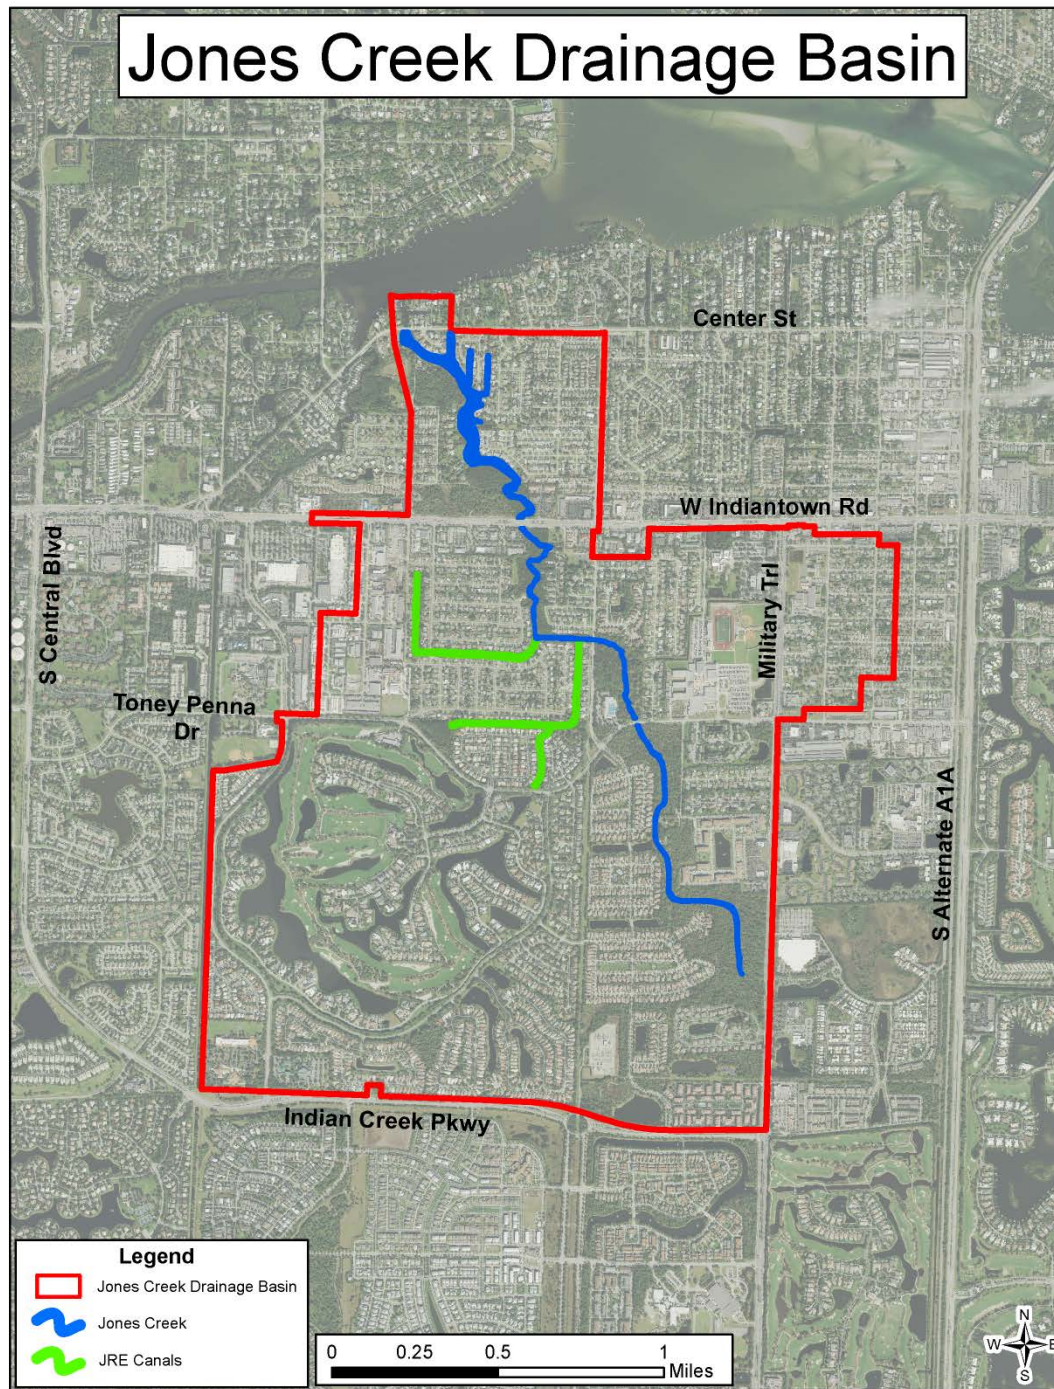 Jones Creek Drainage Basin
Center St
W Indiantown Rd
S Central Blvd
Military Trl
Toney Penna
Dr
S Alternate A1A
Indian Creek Pkwy
Legend
Jones Creek Drainage Basin
Jones Creek
JRE Canals
0 0.25 0.5 1
Miles
N
W E
S